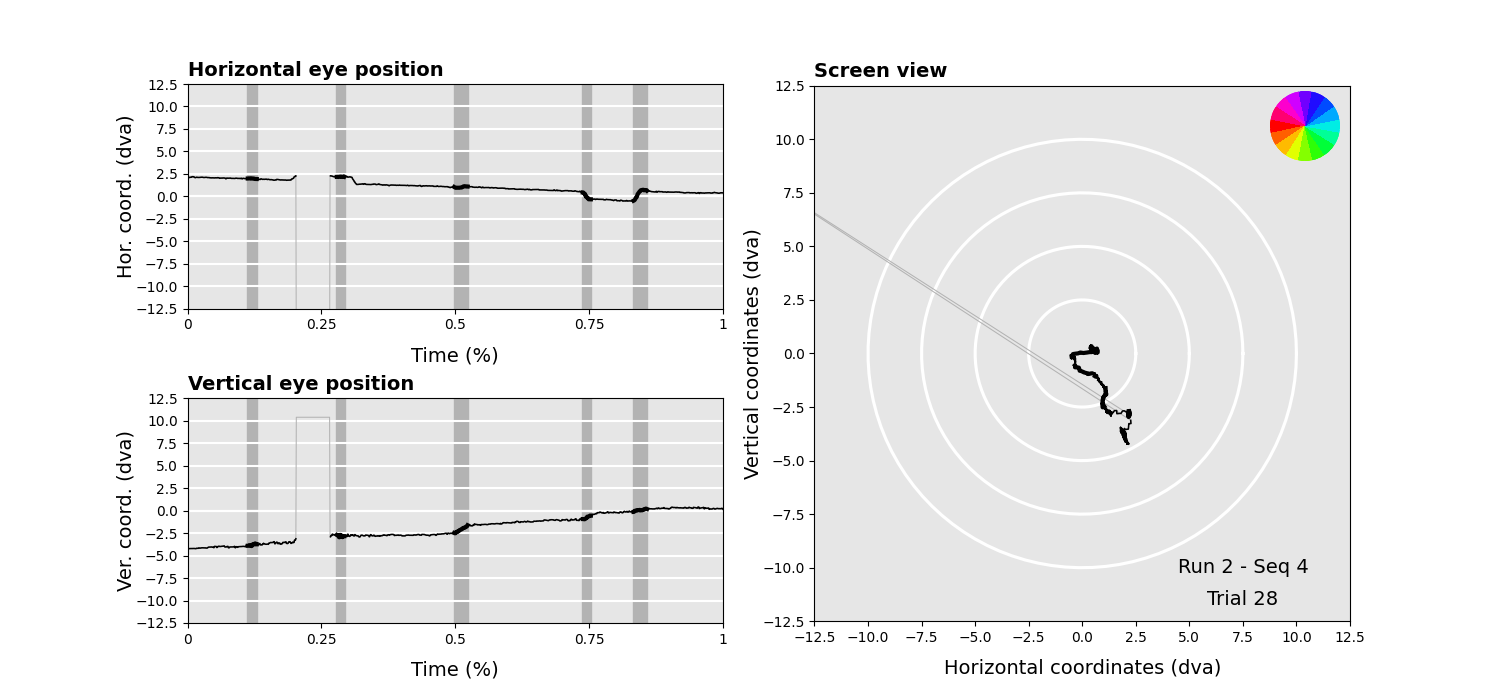 Horizontal eye position
Hor. coord. (dva)
12.5
10.0
7.5
5.0
2.5
0.0
−2.5
−5.0
−7.5
−10.0
−12.5
0 0.25 0.5 0.75 1
Time (%)
Vertical eye position
Ver. coord. (dva)
12.5
10.0
7.5
5.0
2.5
0.0
−2.5
−5.0
−7.5
−10.0
−12.5
0 0.25 0.5 0.75 1
Time (%)
Screen view
Vertical coordinates (dva)
12.5
10.0
7.5
5.0
2.5
0.0
−2.5
−5.0
−7.5
−10.0
−12.5
Run 2 - Seq 4
Trial 28
−12.5 −10.0 −7.5 −5.0 −2.5 0.0 2.5 5.0 7.5 10.0 12.5
Horizontal coordinates (dva)